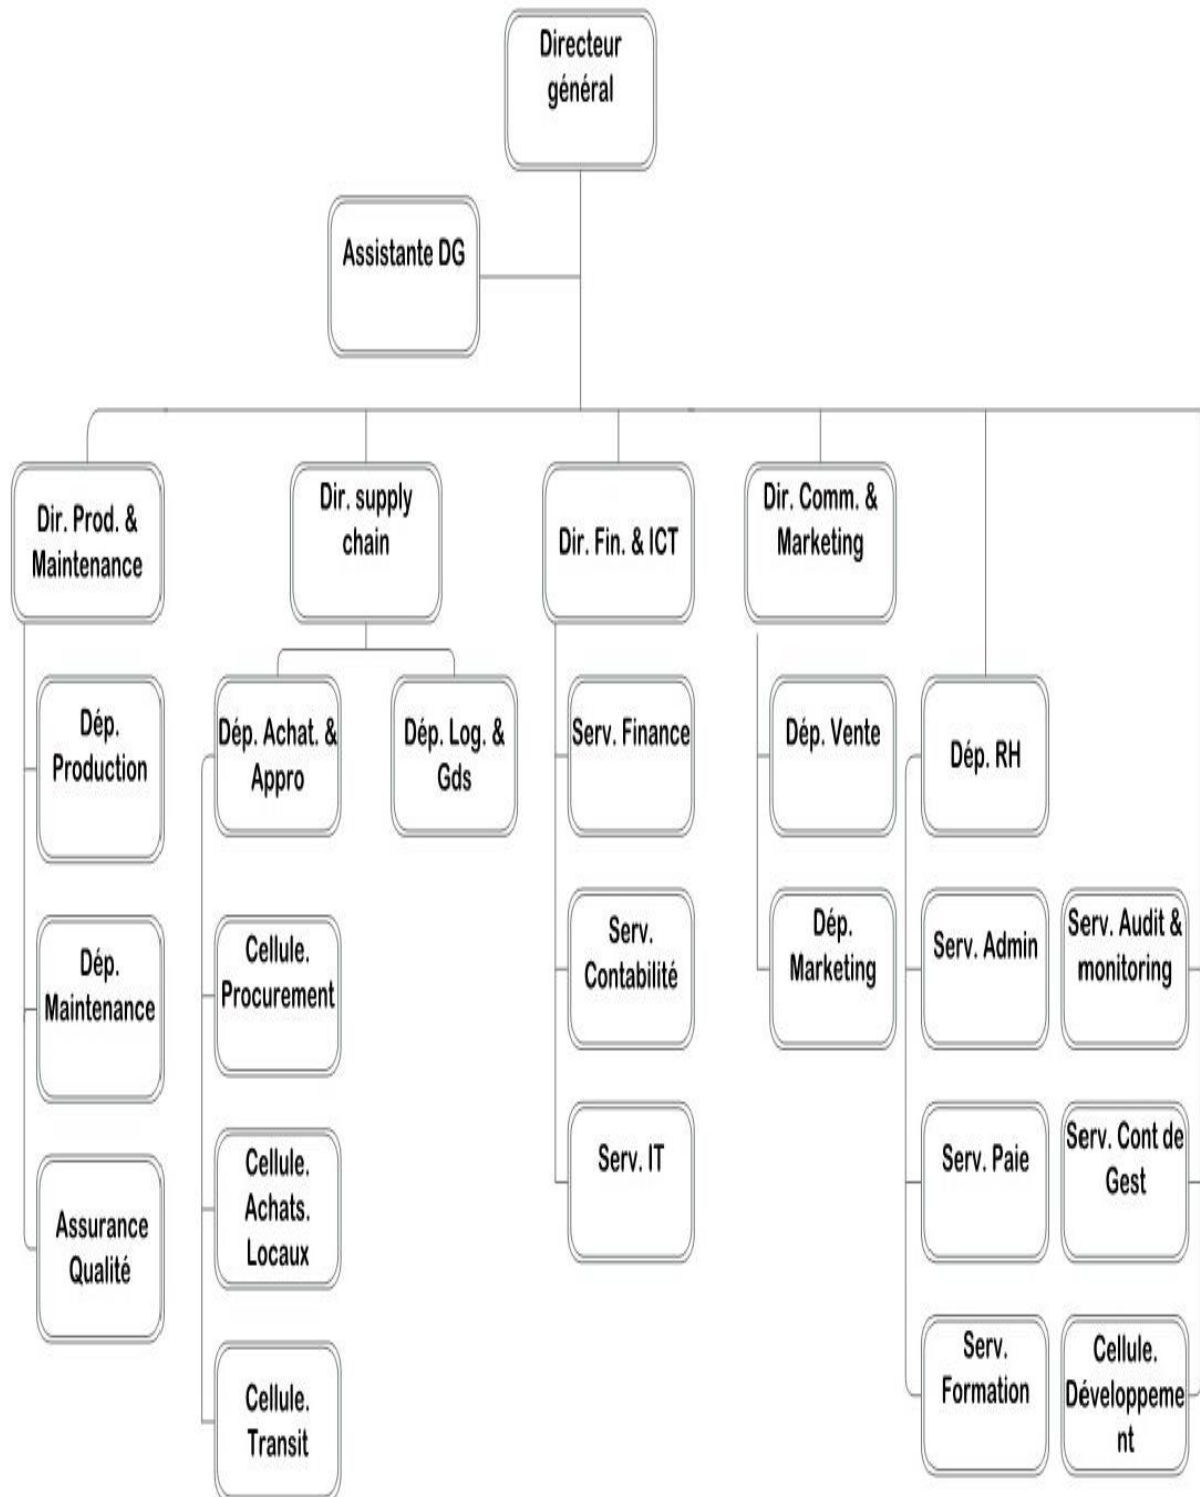 Directeur
général
Assistante DG
Dir. Prod. &
Maintenance
Dir. supply
chain
Dir. Fin. & ICT
Dir. Comm. &
Marketing
Dép.
Production
Dép. Achat. &
Appro
Dép. Log. &
Gds
Serv. Finance
Dép. Vente
Dép. RH
Dép.
Maintenance
Cellule.
Procurement
Serv.
Contabilité
Dép.
Marketing
Serv. Admin
Serv. Audit &
monitoring
Assurance
Qualité
Cellule.
Achats.
Locaux
Serv. IT
Serv. Paie
Serv. Cont de
Gest
Cellule.
Transit
Serv.
Formation
Cellule.
Développeme
nt